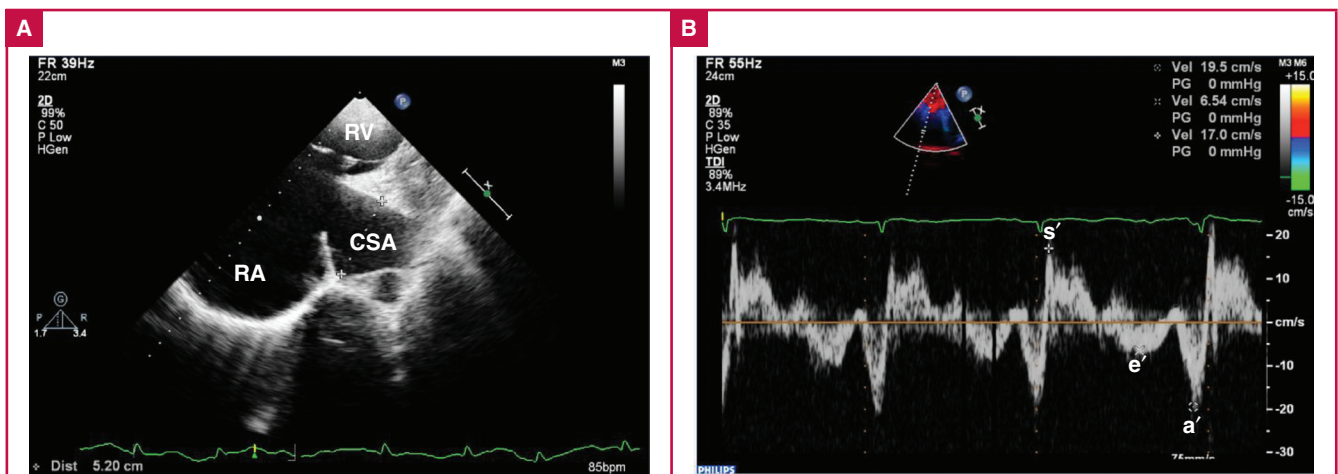 A
FR 39Hz
22cm
2D
99%
C 50
P Low
HGen
M3
P
RV
X
CSA
RA
G
P R
1.7 3.4
Dist 5.20 cm
85bpm
B
FR 55Hz
24cm
2D
89%
C 35
P Low
HGen
TDI
89%
3.4MHz
P
X
Vel 19.5 cm/s
PG 0 mmHg
Vel 6.54 cm/s
PG 0 mmHg
Vel 17.0 cm/s
PG 0 mmHg
M3 M6
+15.0
-15.0
cm/s
s′
20
10
cm/s
e′
-10
-20
a′
-30
75mm/s
PHILIPS